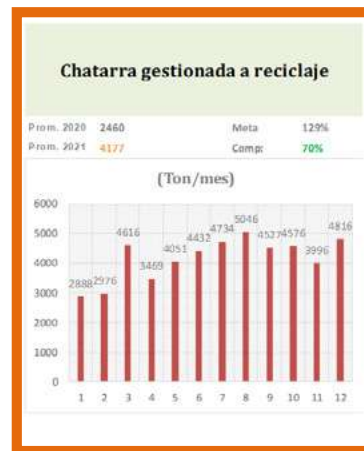 Chatarra gestionada a reciclaje
Prom. 2020 2460 Meta 129%
Prom. 2021 4177 Comp: 70%
(Ton/mes)
6000
5000
4000
3000
2000
1000
0
2888 2976 4616 3469 4051 4432 4734 5046 4527 4576 3996 4816
1 2 3 4 5 6 7 8 9 10 11 12